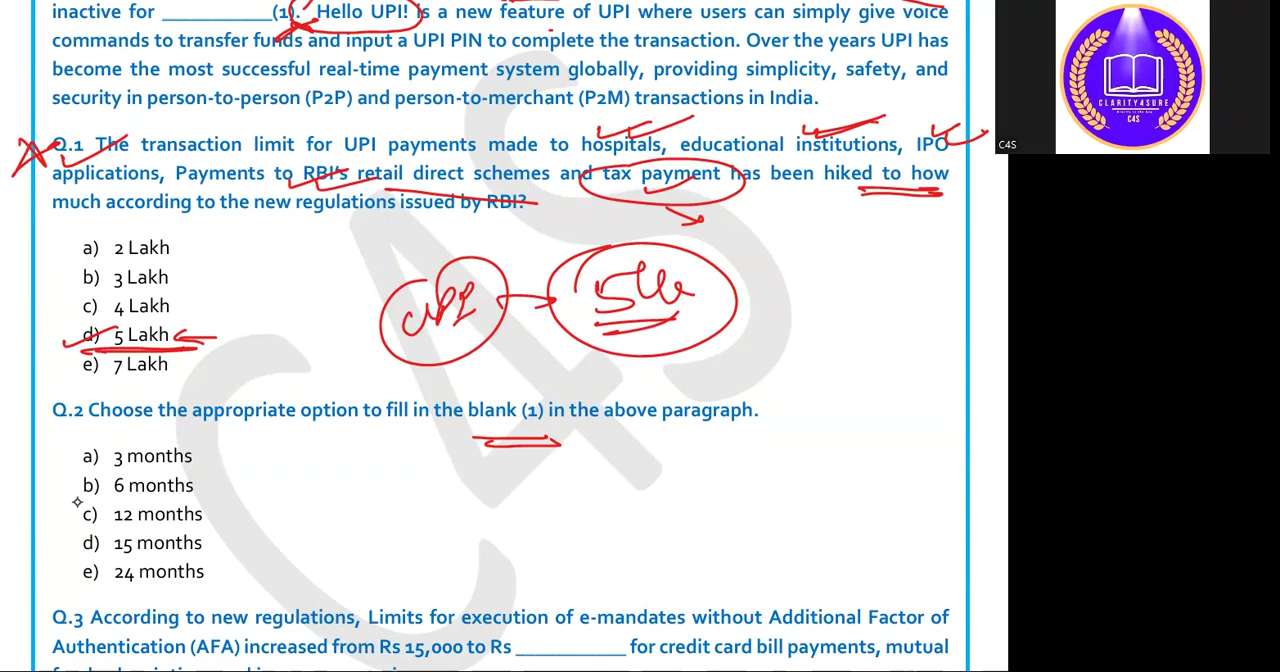 inactive for ___________(1). Hello UPI! is a new feature of UPI where users can simply give voice
commands to transfer funds and input a UPI PIN to complete the transaction. Over the years UPI has
become the most successful real-time payment system globally, providing simplicity, safety, and
security in person-to-person (P2P) and person-to-merchant (P2M) transactions in India.
Q.1 The transaction limit for UPI payments made to hospitals, educational institutions, IPO
applications, Payments to RBI's retail direct schemes and tax payment has been hiked to how
much according to the new regulations issued by RBI?
a) 2 Lakh
b) 3 Lakh
c) 4 Lakh
d) 5 Lakh
e) 7 Lakh
UPI
Q.2 Choose the appropriate option to fill in the blank (1) in the above paragraph.
a) 3 months
b) 6 months
c) 12 months
d) 15 months
e) 24 months
Q.3 According to new regulations, Limits for execution of e-mandates without Additional Factor of
Authentication (AFA) increased from Rs 15,000 to Rs ___________ for credit card bill payments, mutual
C4S
CLARITY4SURE
C4S
C4S